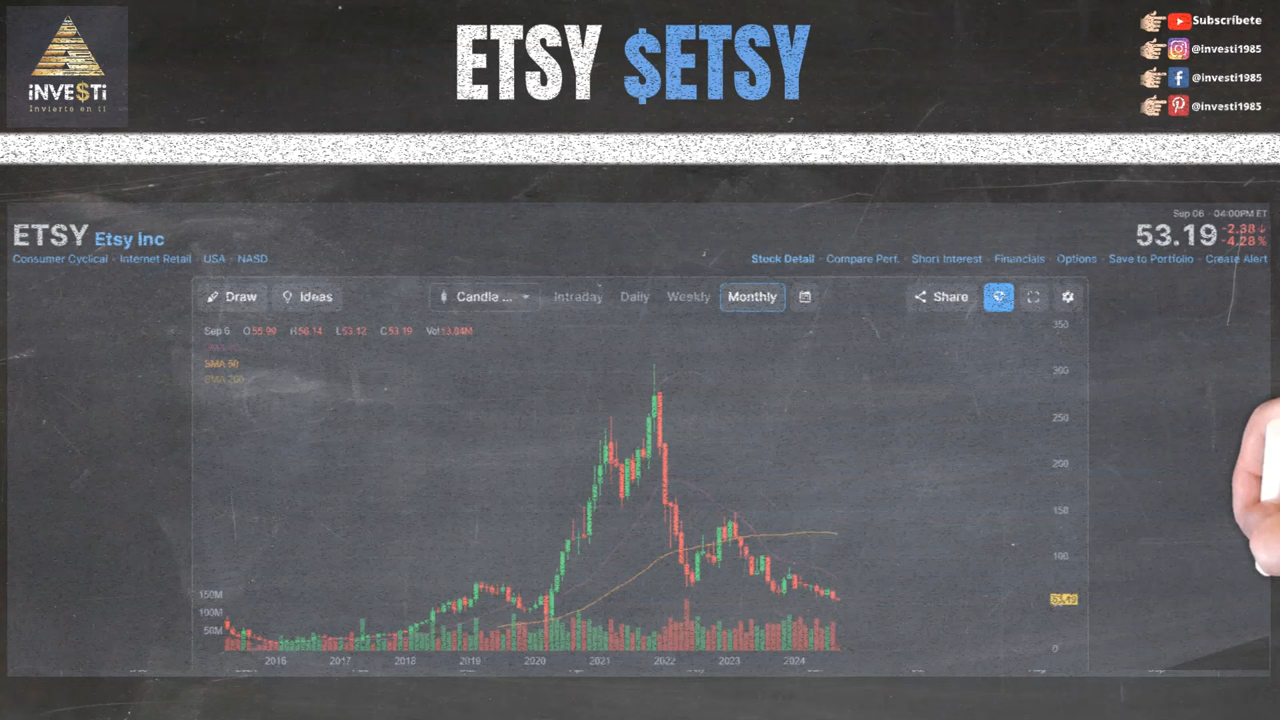 ETSY $ETSY
iNVE$Ti
Invierte en ti
Subscríbete
@investi1985
@investi1985
@investi1985
Sep 06 · 04:00PM ET
ETSY Etsy Inc
53.19 -2.38↓
-4.28%
Consumer Cyclical · Internet Retail · USA · NASD
Stock Detail · Compare Perf. · Short Interest · Financials · Options · Save to Portfolio · Create Alert
Draw Ideas Candle ... Intraday Daily Weekly Monthly Share
Sep 6 O55.99 H56.14 L53.12 C53.19 Vol13.84M
SMA 50
SMA 200
350
300
250
200
150
100
53.19
0
150M
100M
50M
2016 2017 2018 2019 2020 2021 2022 2023 2024